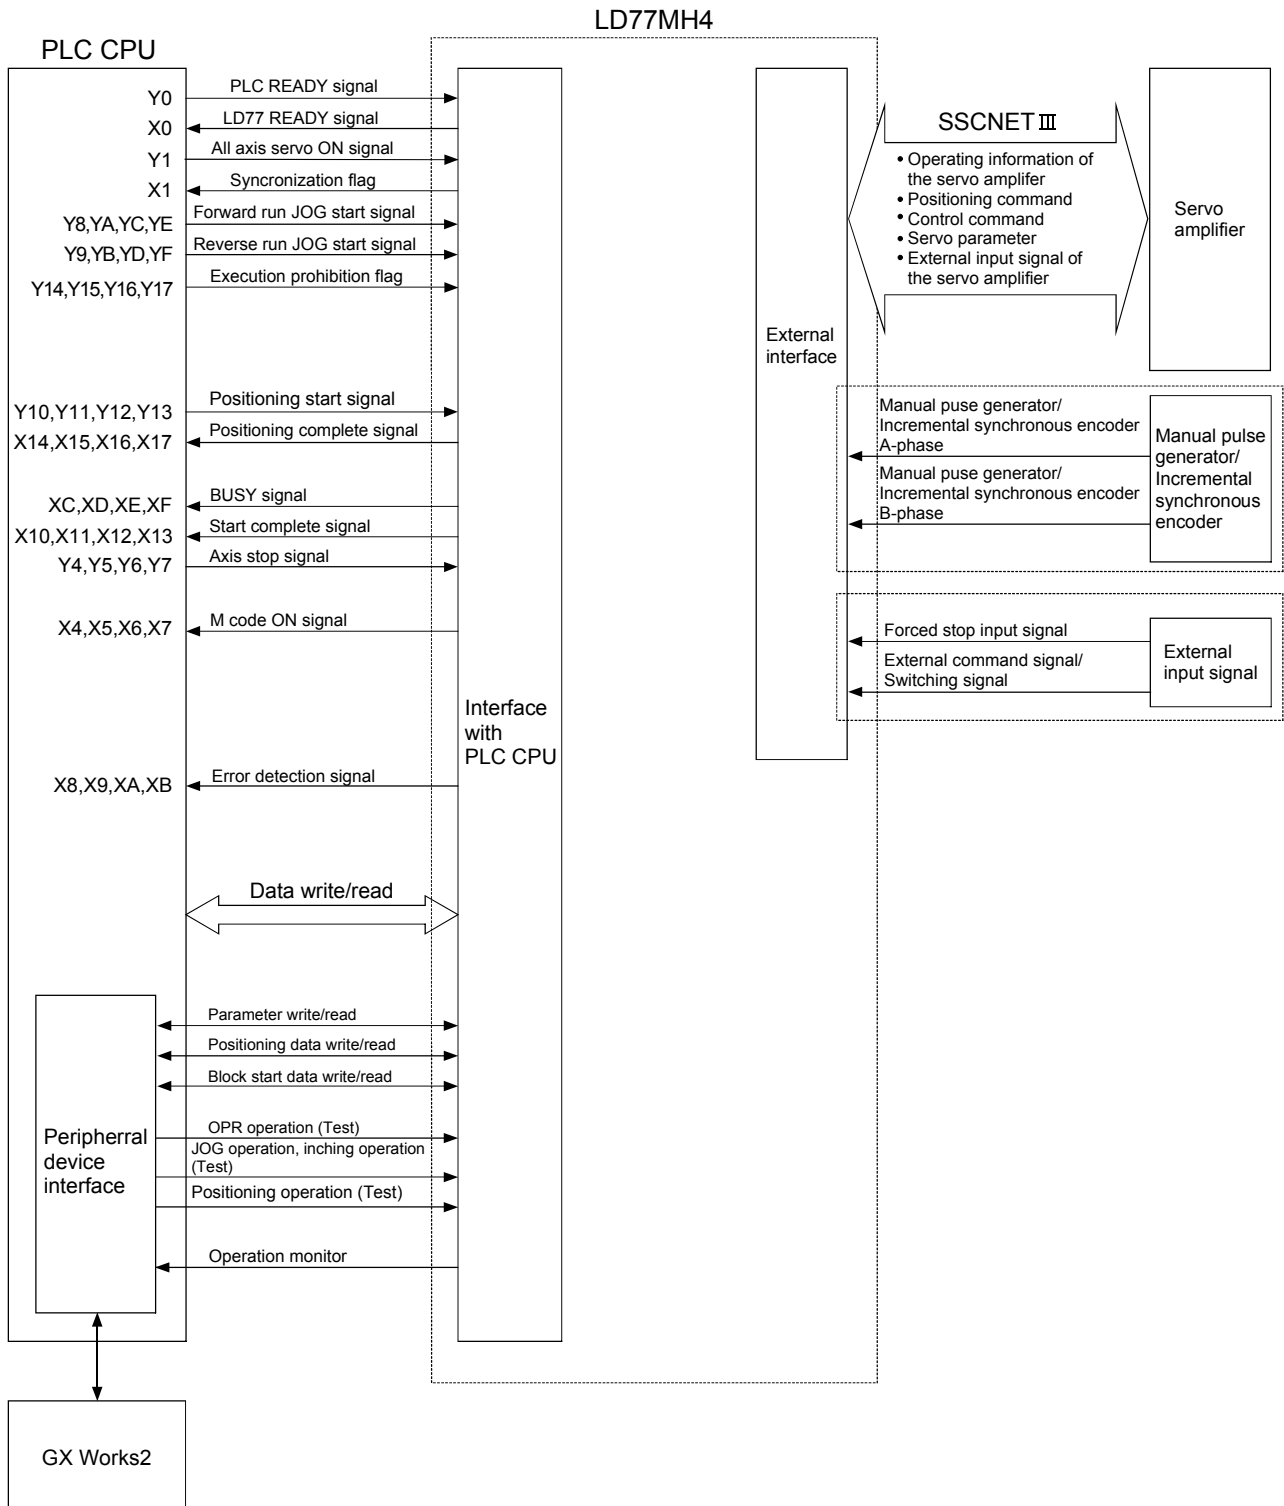 LD77MH4
PLC CPU
Y0
PLC READY signal
X0
LD77 READY signal
Y1
All axis servo ON signal
X1
Syncronization flag
Y8,YA,YC,YE
Forward run JOG start signal
Y9,YB,YD,YF
Reverse run JOG start signal
Y14,Y15,Y16,Y17
Execution prohibition flag
Y10,Y11,Y12,Y13
Positioning start signal
X14,X15,X16,X17
Positioning complete signal
XC,XD,XE,XF
BUSY signal
X10,X11,X12,X13
Start complete signal
Y4,Y5,Y6,Y7
Axis stop signal
X4,X5,X6,X7
M code ON signal
X8,X9,XA,XB
Error detection signal
Data write/read
Interface
with
PLC CPU
Peripherral
device
interface
Parameter write/read
Positioning data write/read
Block start data write/read
OPR operation (Test)
JOG operation, inching operation
(Test)
Positioning operation (Test)
Operation monitor
GX Works2
External
interface
SSCNETⅢ
• Operating information of
the servo amplifer
• Positioning command
• Control command
• Servo parameter
• External input signal of
the servo amplifier
Servo
amplifier
Manual puse generator/
Incremental synchronous encoder
A-phase
Manual puse generator/
Incremental synchronous encoder
B-phase
Manual pulse
generator/
Incremental
synchronous
encoder
Forced stop input signal
External command signal/
Switching signal
External
input signal